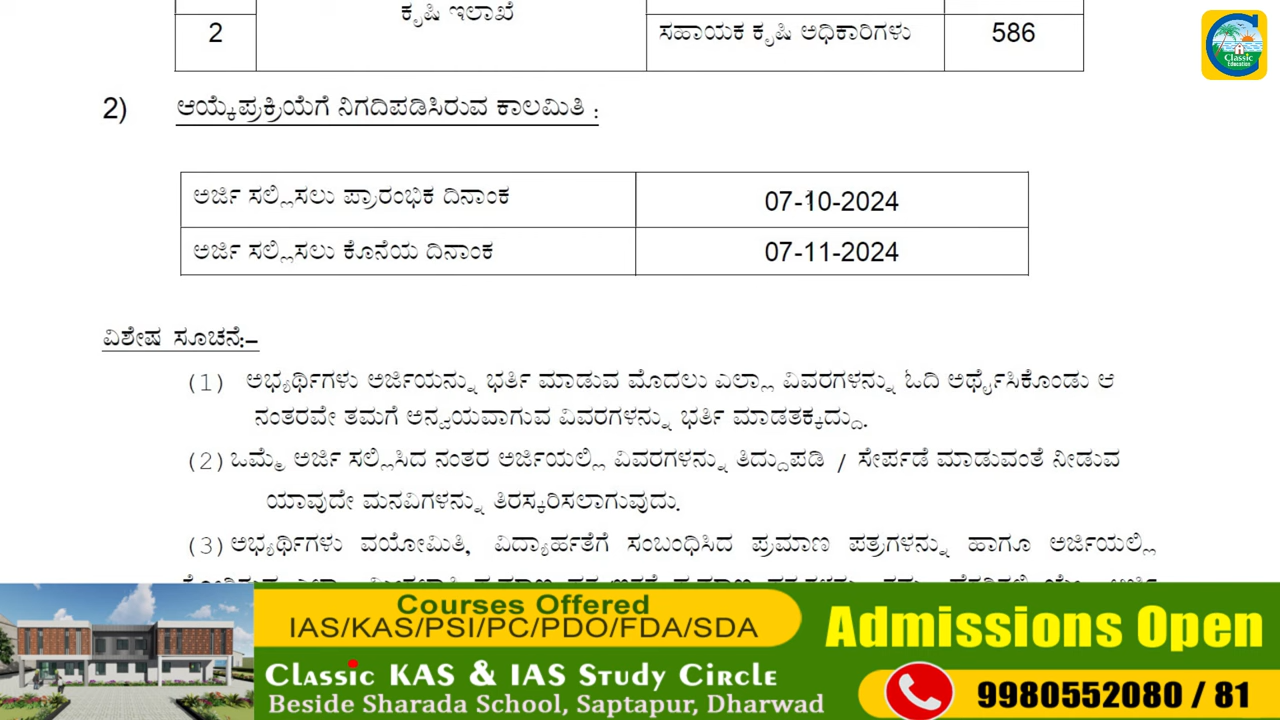 ಕೃಷಿ ಇಲಾಖೆ
2 ಸಹಾಯಕ ಕೃಷಿ ಅಧಿಕಾರಿಗಳು 586
Classic
Education
2) ಆಯ್ಕೆಪ್ರಕ್ರಿಯೆಗೆ ನಿಗದಿಪಡಿಸಿರುವ ಕಾಲಮಿತಿ :
ಅರ್ಜಿ ಸಲ್ಲಿಸಲು ಪ್ರಾರಂಭಿಕ ದಿನಾಂಕ 07-10-2024
ಅರ್ಜಿ ಸಲ್ಲಿಸಲು ಕೊನೆಯ ದಿನಾಂಕ 07-11-2024
ವಿಶೇಷ ಸೂಚನೆ:-
(1) ಅಭ್ಯರ್ಥಿಗಳು ಅರ್ಜಿಯನ್ನು ಭರ್ತಿ ಮಾಡುವ ಮೊದಲು ಎಲ್ಲಾ ವಿವರಗಳನ್ನು ಓದಿ ಅರ್ಥೈಸಿಕೊಂಡು ಆ
ನಂತರವೇ ತಮಗೆ ಅನ್ವಯವಾಗುವ ವಿವರಗಳನ್ನು ಭರ್ತಿ ಮಾಡತಕ್ಕದ್ದು.
(2) ಒಮ್ಮೆ ಅರ್ಜಿ ಸಲ್ಲಿಸಿದ ನಂತರ ಅರ್ಜಿಯಲ್ಲಿ ವಿವರಗಳನ್ನು ತಿದ್ದುಪಡಿ / ಸೇರ್ಪಡೆ ಮಾಡುವಂತೆ ನೀಡುವ
ಯಾವುದೇ ಮನವಿಗಳನ್ನು ತಿರಸ್ಕರಿಸಲಾಗುವುದು.
(3) ಅಭ್ಯರ್ಥಿಗಳು ವಯೋಮಿತಿ, ವಿದ್ಯಾರ್ಹತೆಗೆ ಸಂಬಂಧಿಸಿದ ಪ್ರಮಾಣ ಪತ್ರಗಳನ್ನು ಹಾಗೂ ಅರ್ಜಿಯಲ್ಲಿ
Courses Offered
IAS/KAS/PSI/PC/PDO/FDA/SDA
Classic KAS & IAS Study Circle
Beside Sharada School, Saptapur, Dharwad
Admissions Open
9980552080 / 81